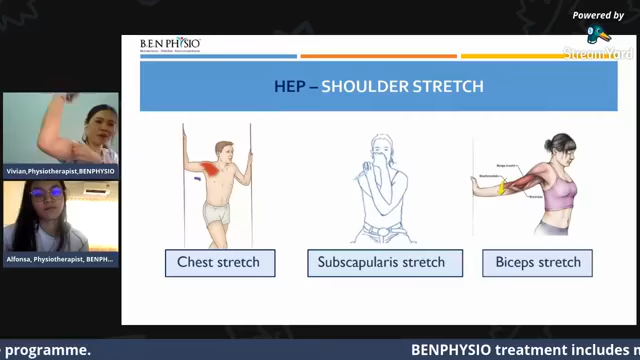 Powered by
StreamYard
B.E.N PHYSIO
HEP – SHOULDER STRETCH
Vivian,Physiotherapist,BENPHYSIO
Alfonsa, Physiotherapist, BENPH...
Chest stretch
Subscapularis stretch
Biceps stretch
programme.
BENPHYSIO treatment includes